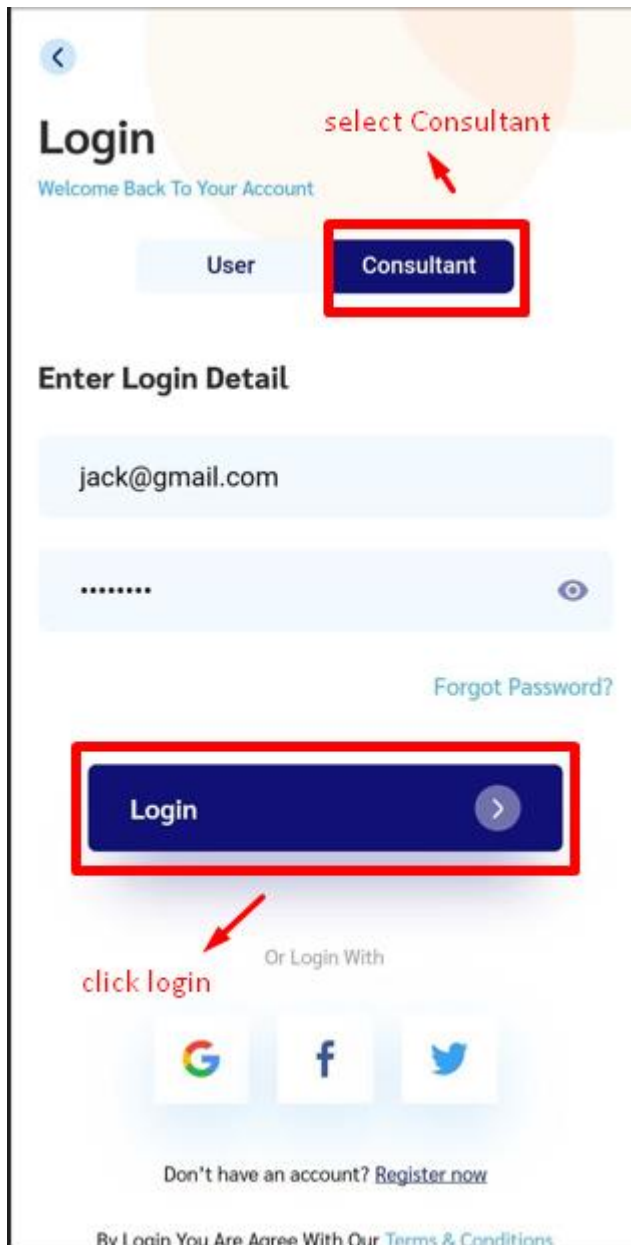 select Consultant
Login
Welcome Back To Your Account
User Consultant
Enter Login Detail
jack@gmail.com
••••••••
Forgot Password?
Login
Or Login With
click login
Don't have an account? Register now
By Login You Are Agree With Our Terms & Conditions